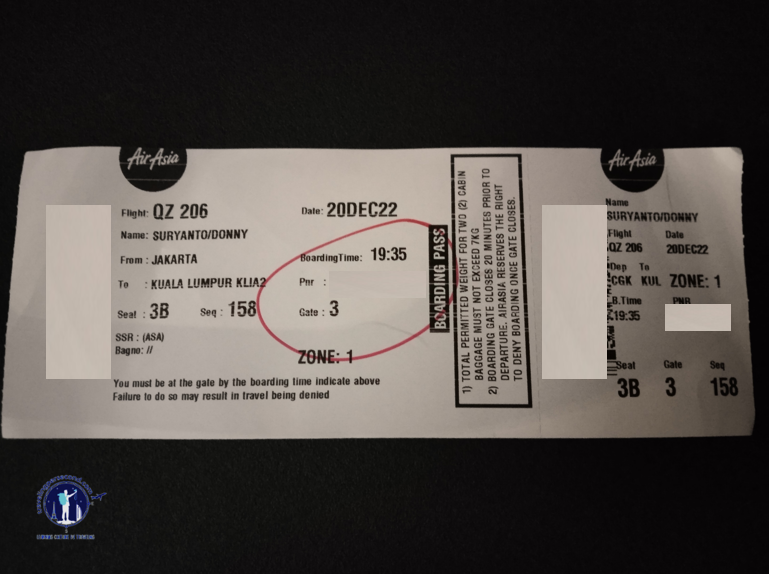 AirAsia
Flight: QZ 206 Date: 20DEC22
Name: SURYANTO/DONNY
From : JAKARTA BoardingTime: 19:35
To : KUALA LUMPUR KLIA2 Pnr :
Seat : 3B Seq : 158 Gate : 3
SSR : (ASA)
Bagno: //
ZONE: 1
You must be at the gate by the boarding time indicate above
Failure to do so may result in travel being denied
BOARDING PASS
1) TOTAL PERMITTED WEIGHT FOR TWO (2) CABIN
BAGGAGE MUST NOT EXCEED 7KG
2) BOARDING GATE CLOSES 20 MINUTES PRIOR TO
DEPARTURE. AIRASIA RESERVES THE RIGHT
TO DENY BOARDING ONCE GATE CLOSES.
AirAsia
Name
SURYANTO/DONNY
Flight Date
QZ 206 20DEC22
Dep To
CGK KUL ZONE: 1
B.Time PNR
19:35
Seat Gate Seq
3B 3 158